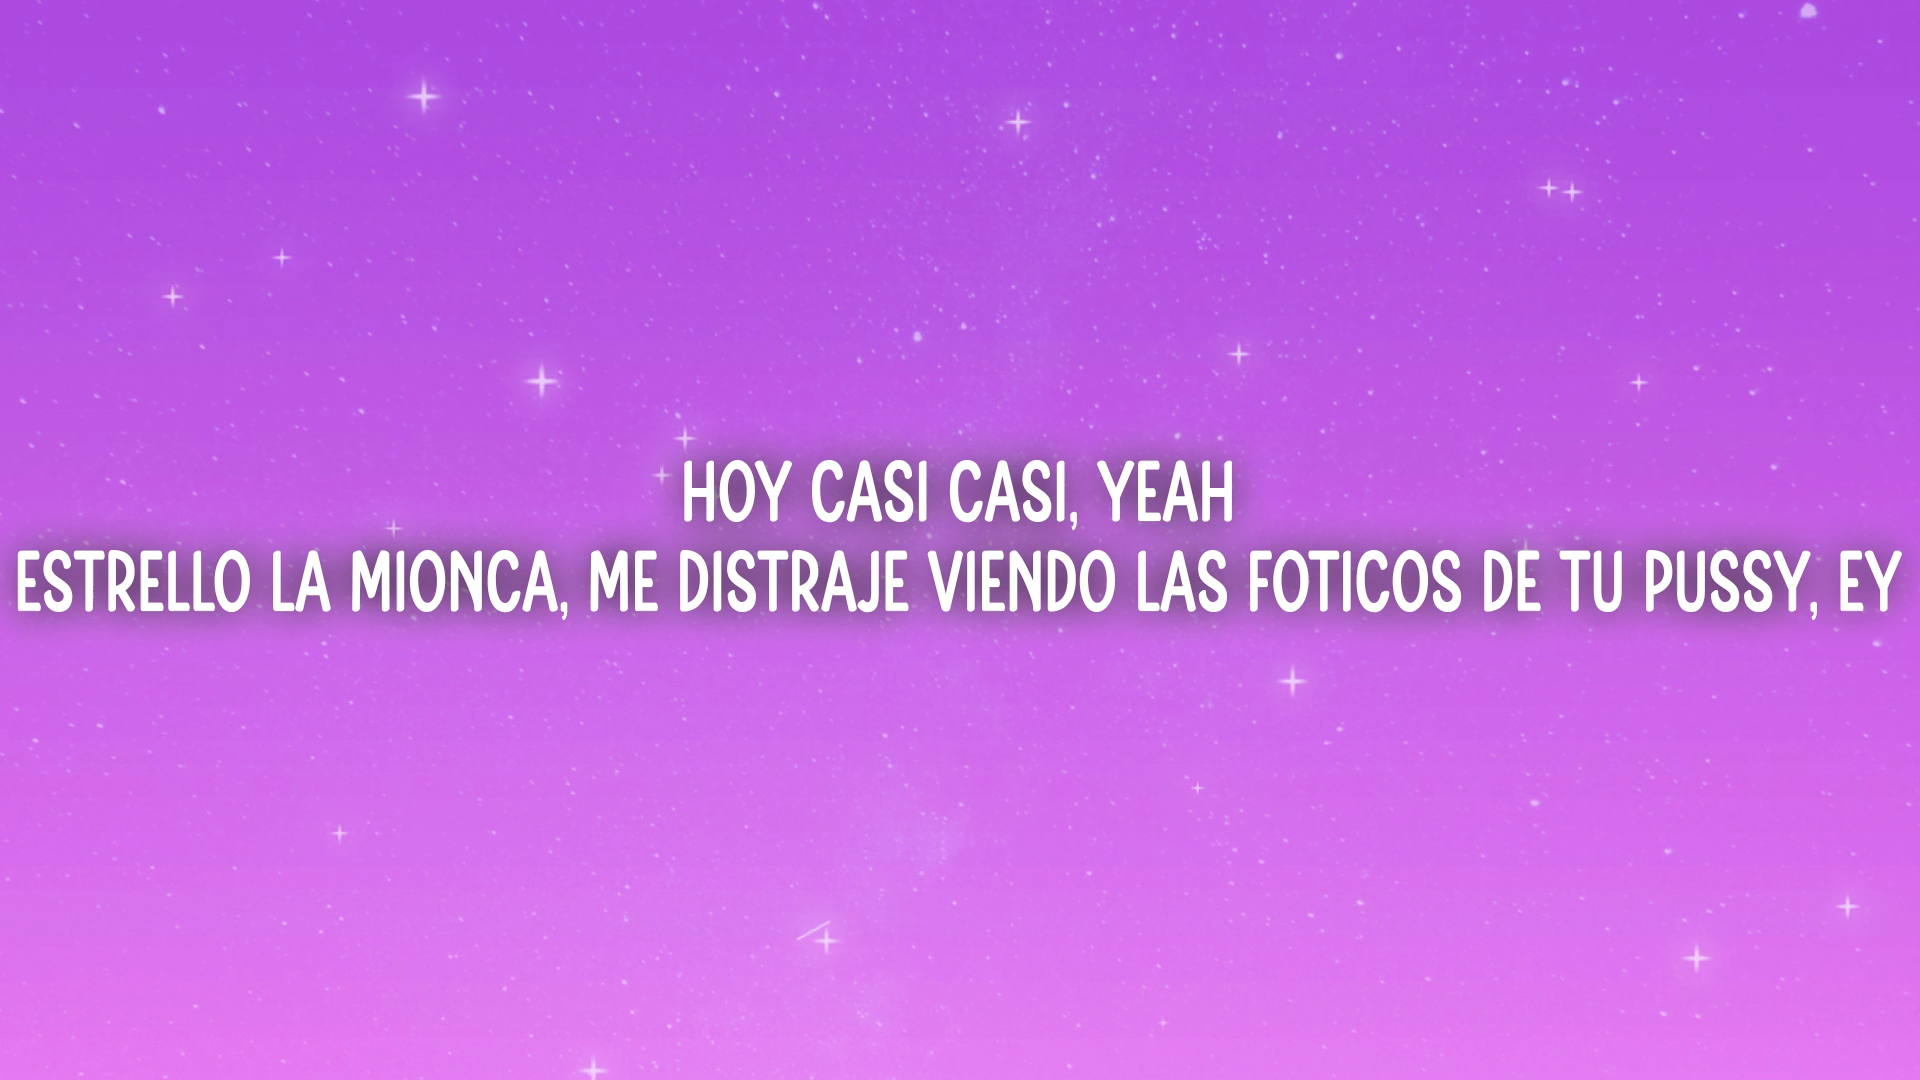 HOY CASI CASI, YEAH
ESTRELLO LA MIONCA, ME DISTRAJE VIENDO LAS FOTICOS DE TU PUSSY, EY